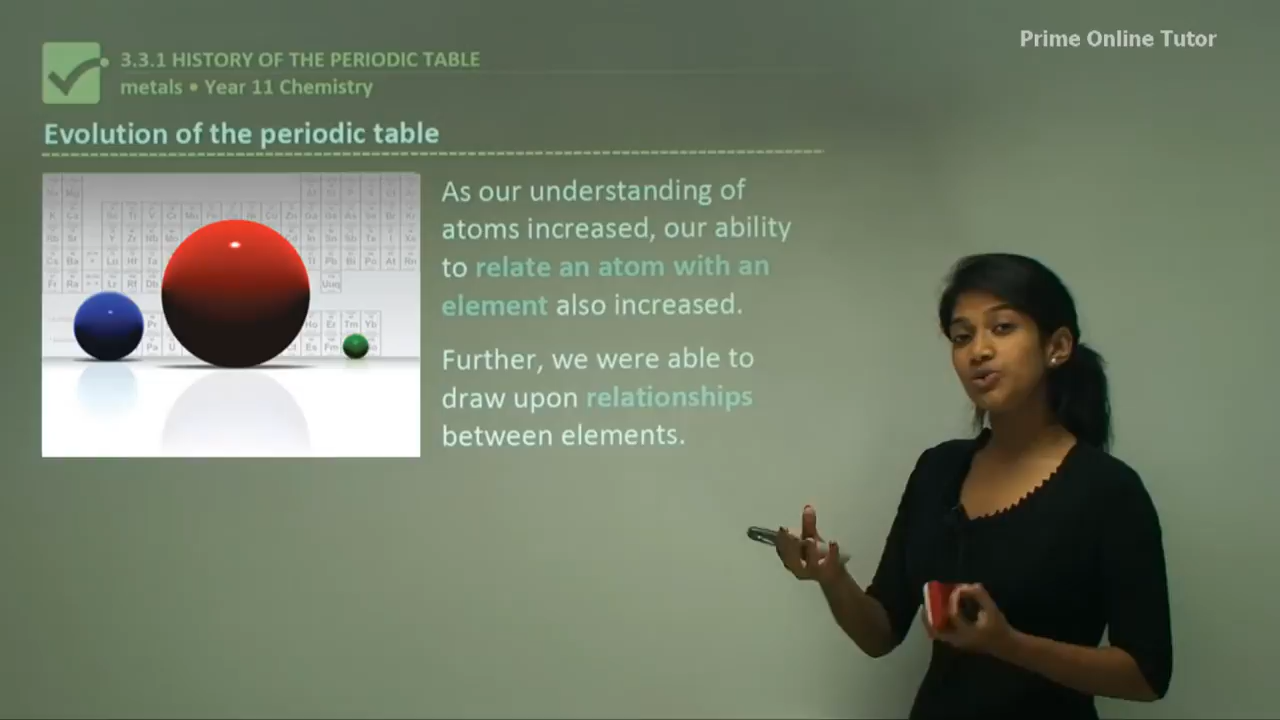 Prime Online Tutor
3.3.1 HISTORY OF THE PERIODIC TABLE
metals • Year 11 Chemistry
Evolution of the periodic table
As our understanding of
atoms increased, our ability
to relate an atom with an
element also increased.
Further, we were able to
draw upon relationships
between elements.